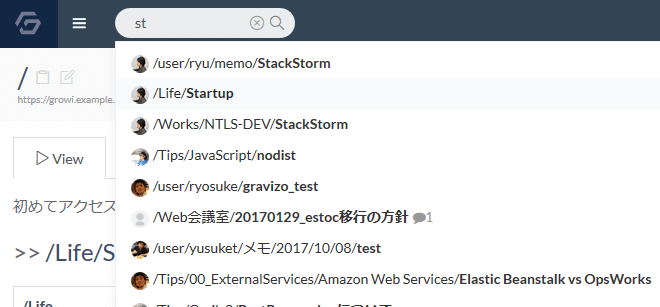 st
/user/ryu/memo/StackStorm
/
/Life/Startup
https://growi.example.
/Works/NTLS-DEV/StackStorm
View
/Tips/JavaScript/nodist
/user/ryosuke/gravizo_test
初めてアクセス
/Web会議室/20170129_estoc移行の方針 1
/user/yusuket/メモ/2017/10/08/test
>> /Life/S
/Tips/00_ExternalServices/Amazon Web Services/Elastic Beanstalk vs OpsWorks
/Life